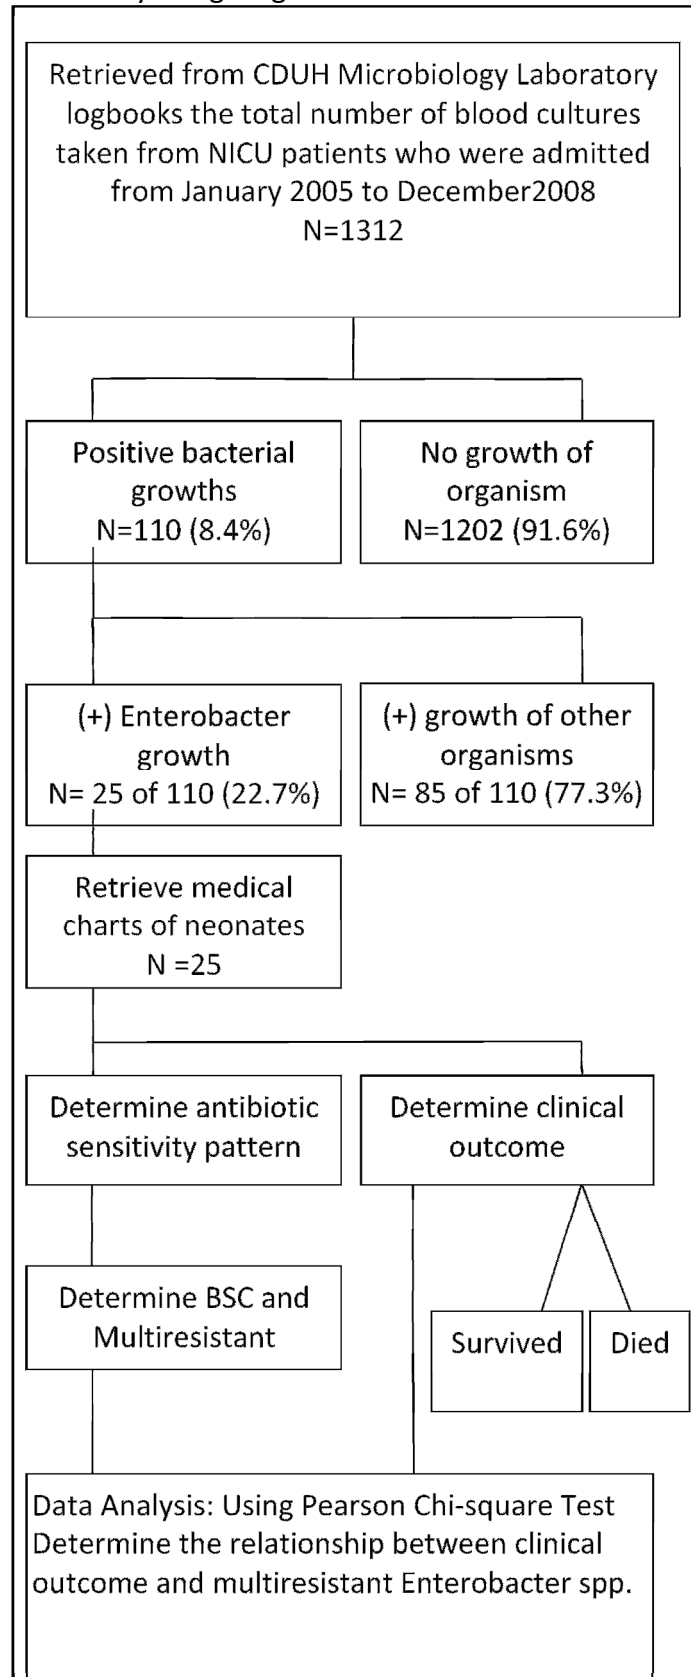 Retrieved from CDUH Microbiology Laboratory
logbooks the total number of blood cultures
taken from NICU patients who were admitted
from January 2005 to December2008
N=1312
Positive bacterial
growths
N=110 (8.4%)
No growth of
organism
N=1202 (91.6%)
(+) Enterobacter
growth
N= 25 of 110 (22.7%)
(+) growth of other
organisms
N= 85 of 110 (77.3%)
Retrieve medical
charts of neonates
N =25
Determine antibiotic
sensitivity pattern
Determine clinical
outcome
Determine BSC and
Multiresistant
Survived
Died
Data Analysis: Using Pearson Chi-square Test
Determine the relationship between clinical
outcome and multiresistant Enterobacter spp.